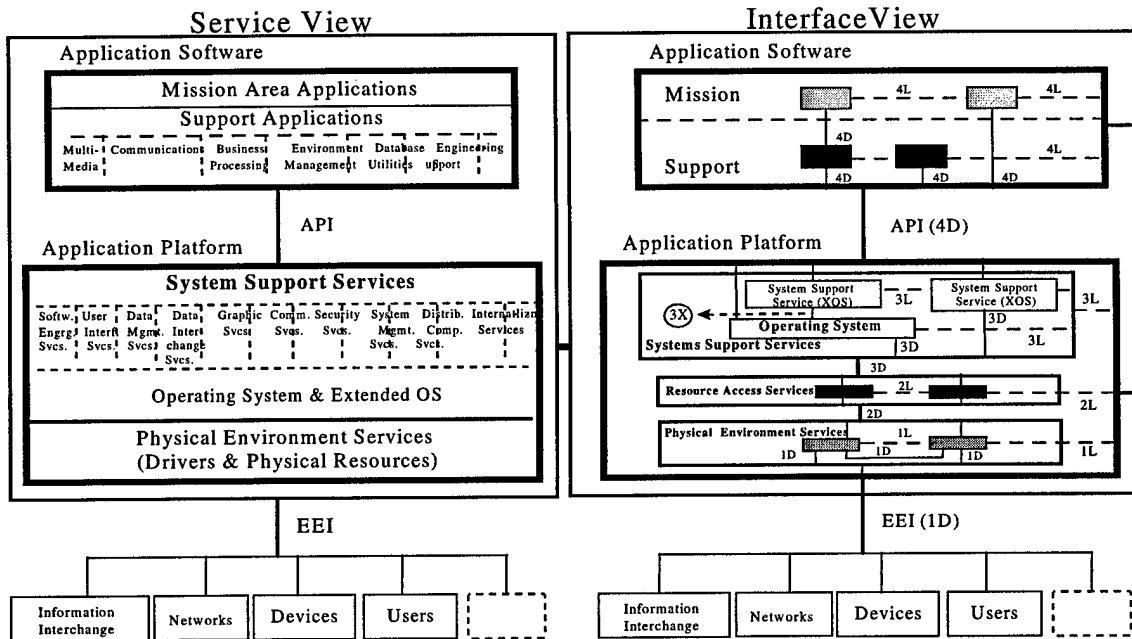 Service View
Application Software
Mission Area Applications
Support Applications
Multi-
Media
Communications
Business
Processing
Environment
Management
Database
Utilities
Engineering
upport
API
Application Platform
System Support Services
Softw.
Engrg.
Svcs.
User
Interf
Svcs.
Data
Mgmt.
Svcs
Data
Inter
change
Svcs.
Graphic
Svcs
Comm.
Svcs.
Security
Svcs.
System
Mgmt.
Svcs.
Distrib.
Comp.
Svcs.
Services
Operating System & Extended OS
Physical Environment Services
(Drivers & Physical Resources)
EEI
Information
Interchange
Networks
Devices
Users
InterfaceView
Application Software
Mission
4L
4L
4D
Support
4L
4D
4D
4D
API (4D)
Application Platform
System Support
Service (XOS)
3L
System Support
Service (XOS)
3L
3X
3D
Operating System
Systems Support Services
3D
3L
3D
Resource Access Services
2L
2L
2D
Physical Environment Services
1L
1D
1D
1D
1L
EEI (1D)
Information
Interchange
Networks
Devices
Users